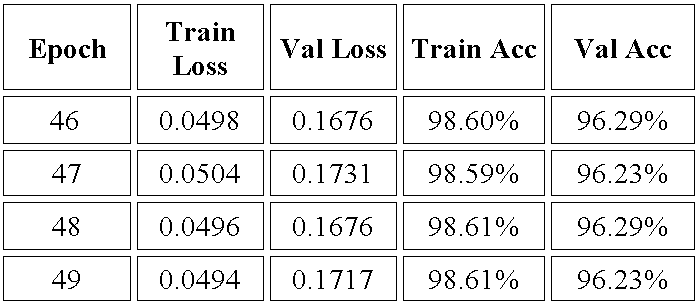 Epoch Train Loss Val Loss Train Acc Val Acc
46 0.0498 0.1676 98.60% 96.29%
47 0.0504 0.1731 98.59% 96.23%
48 0.0496 0.1676 98.61% 96.29%
49 0.0494 0.1717 98.61% 96.23%